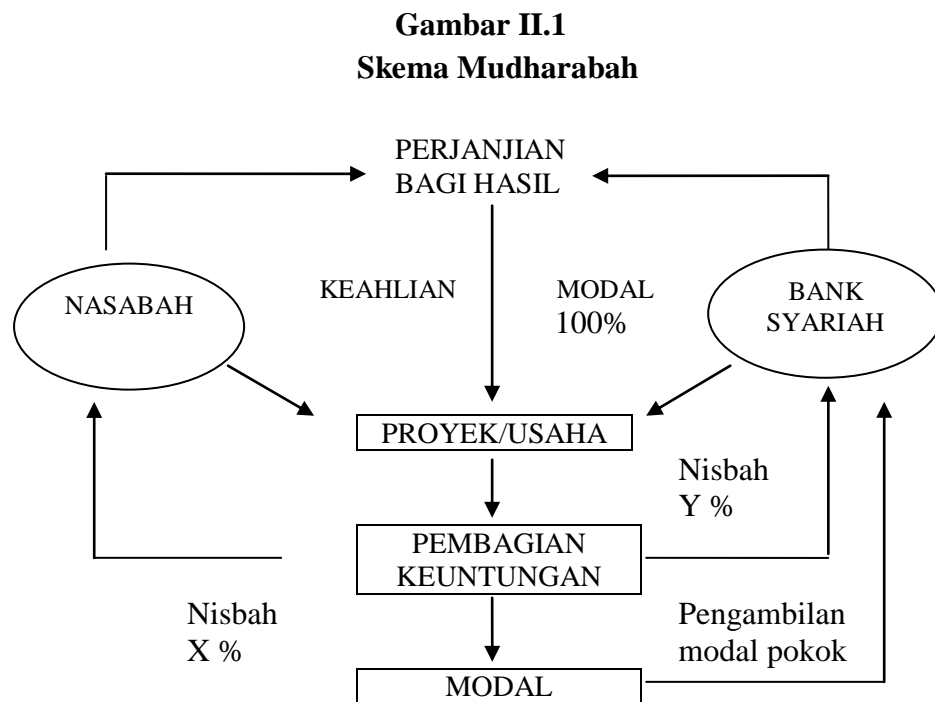 Gambar II.1
Skema Mudharabah
PERJANJIAN
BAGI HASIL
NASABAH
KEAHLIAN
MODAL
100%
BANK
SYARIAH
PROYEK/USAHA
Nisbah
Y %
PEMBAGIAN
KEUNTUNGAN
Nisbah
X %
Pengambilan
modal pokok
MODAL